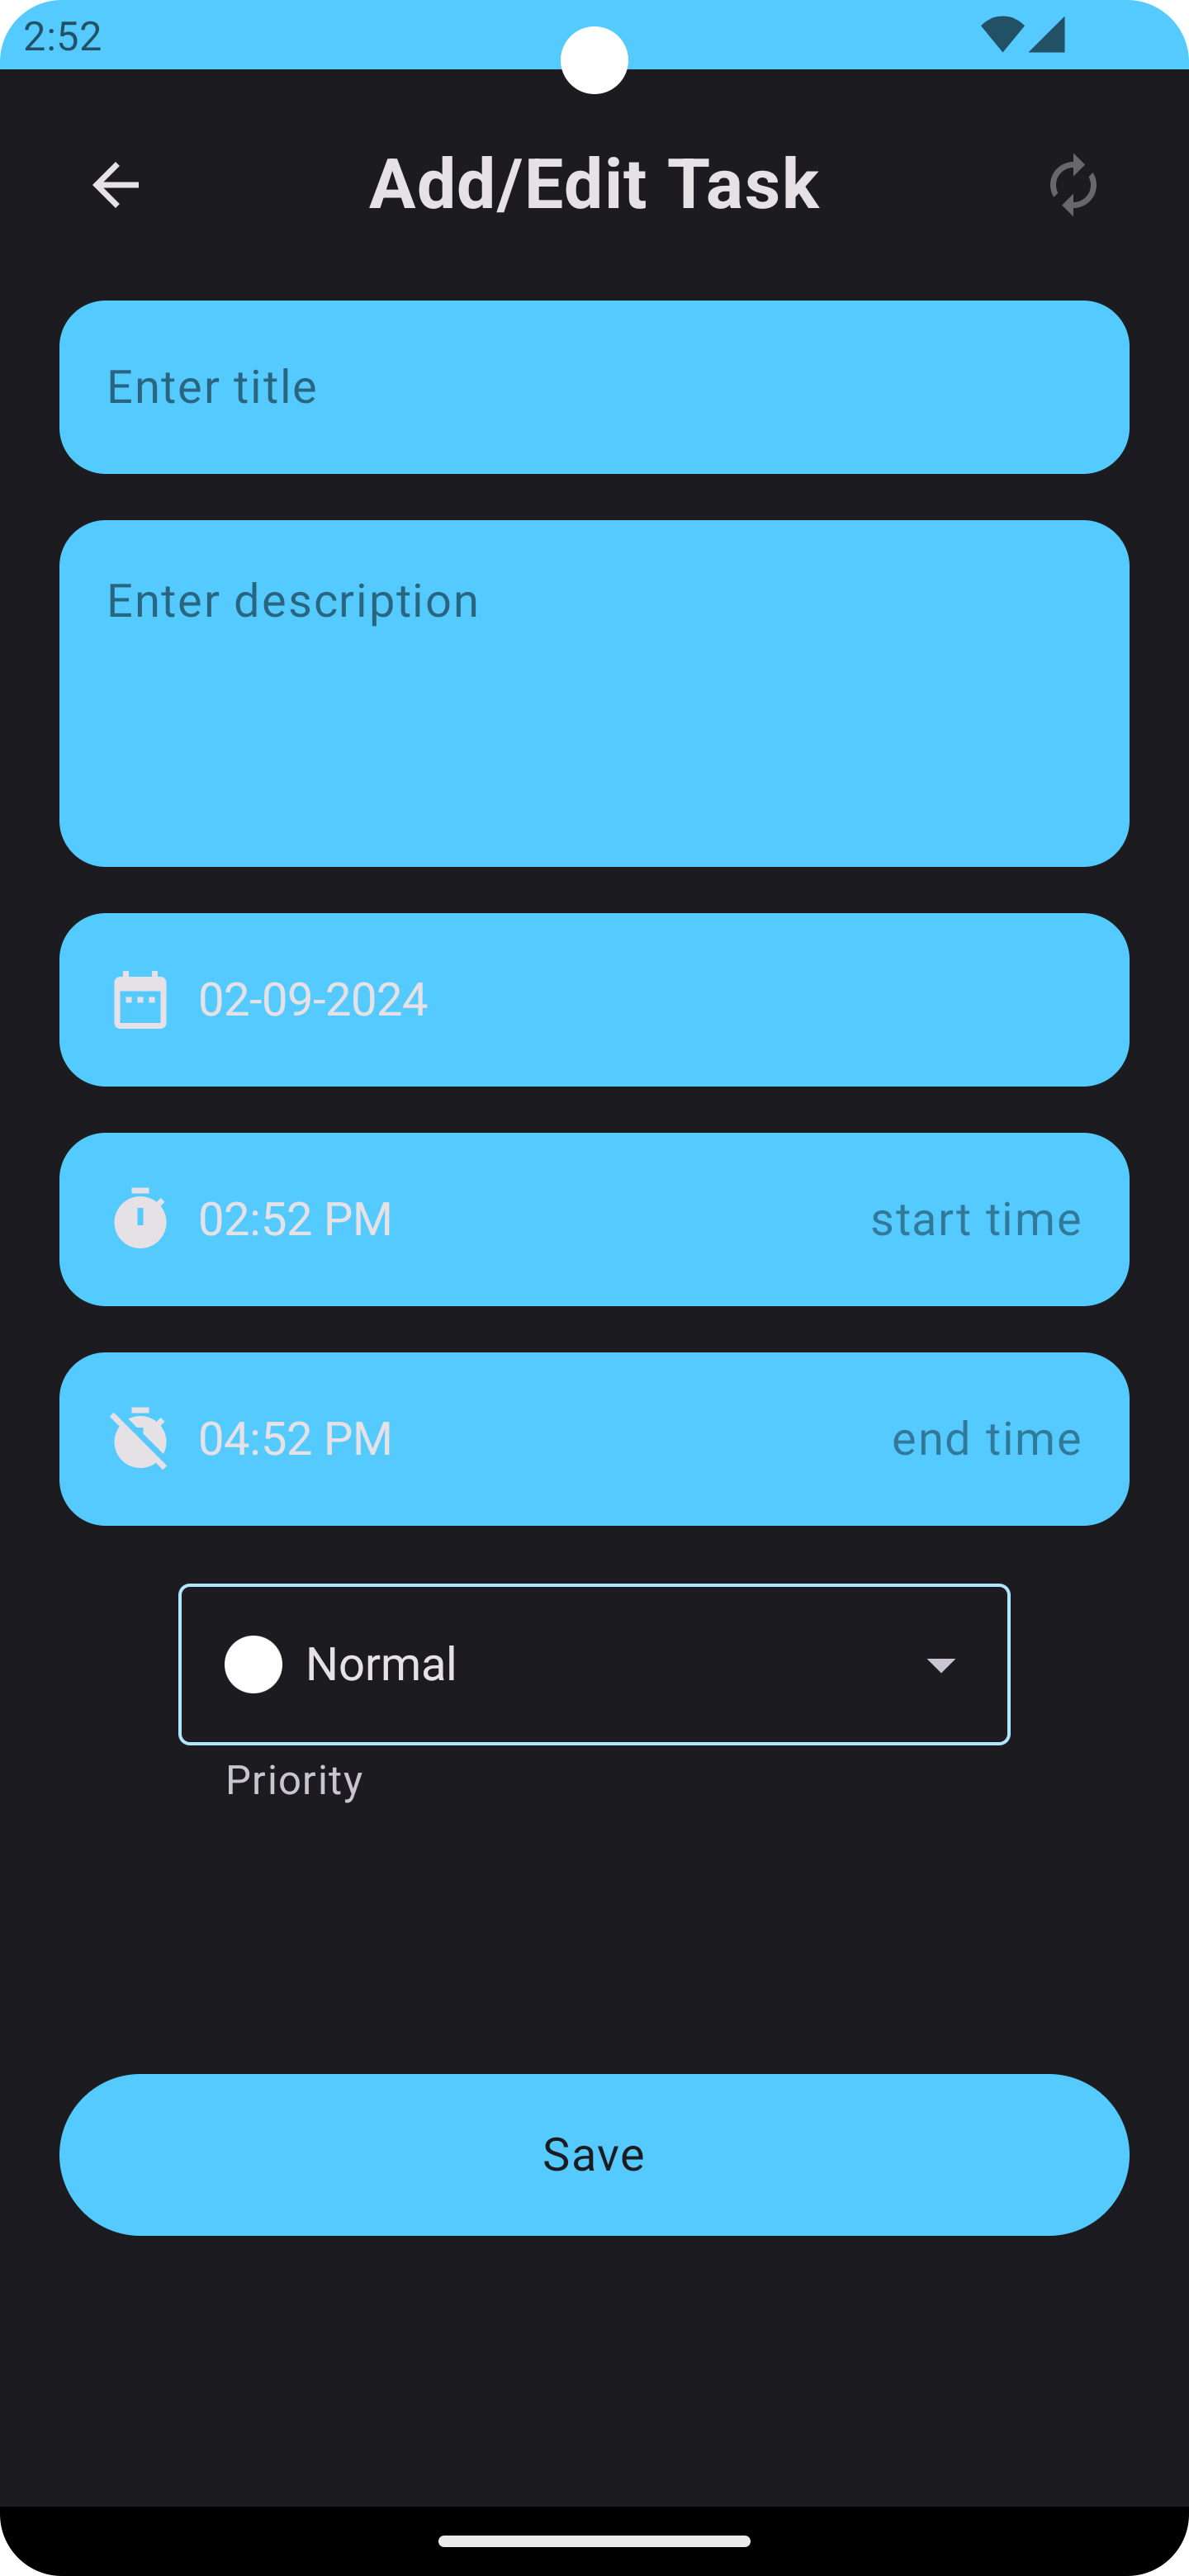 2:52
Add/Edit Task
Enter title
Enter description
02-09-2024
02:52 PM start time
04:52 PM end time
Normal
Priority
Save